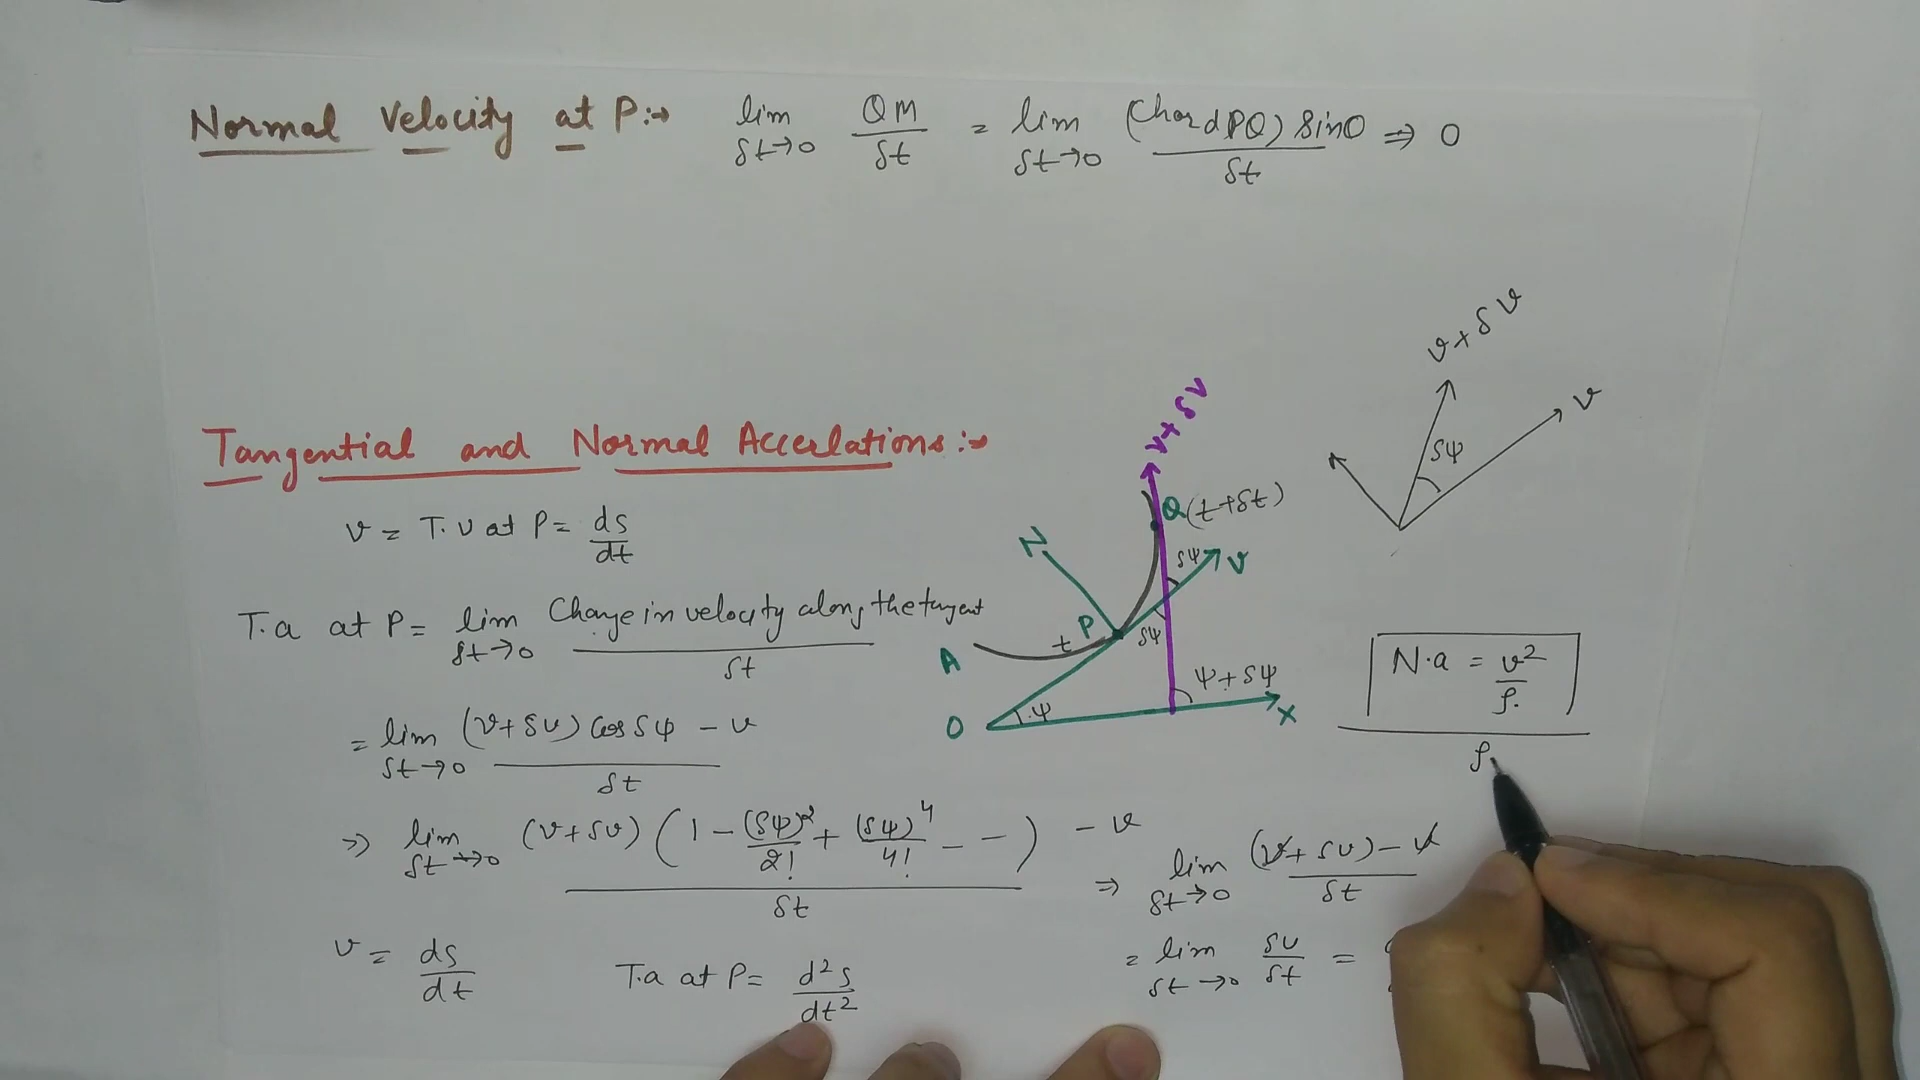 Normal Velocity at P:→ lim δt→0 QM/δt = lim δt→0 (Chord PQ) sinθ/δt ⇒ 0
Tangential and Normal Accerlations:→
v = T.v at P = ds/dt
T.a at P = lim δt→0 Change in velocity along the tangent/δt
= lim δt→0 (v+δv) Cos δψ - v/δt
⇒ lim δt→0 (v+δv) (1 - (δψ)²/2! + (δψ)⁴/4! - -) - v/δt
v = ds/dt
T.a at P = d²s/dt²
⇒ lim δt→0 (v+δv) - v/δt
= lim δt→0 δv/δt =
v+δv
Q (t+δt)
N
δψ
v
P
t
δψ
A
ψ+δψ
O
ψ
X
v+δv
v
δψ
N.a = v²/ρ.
ρ